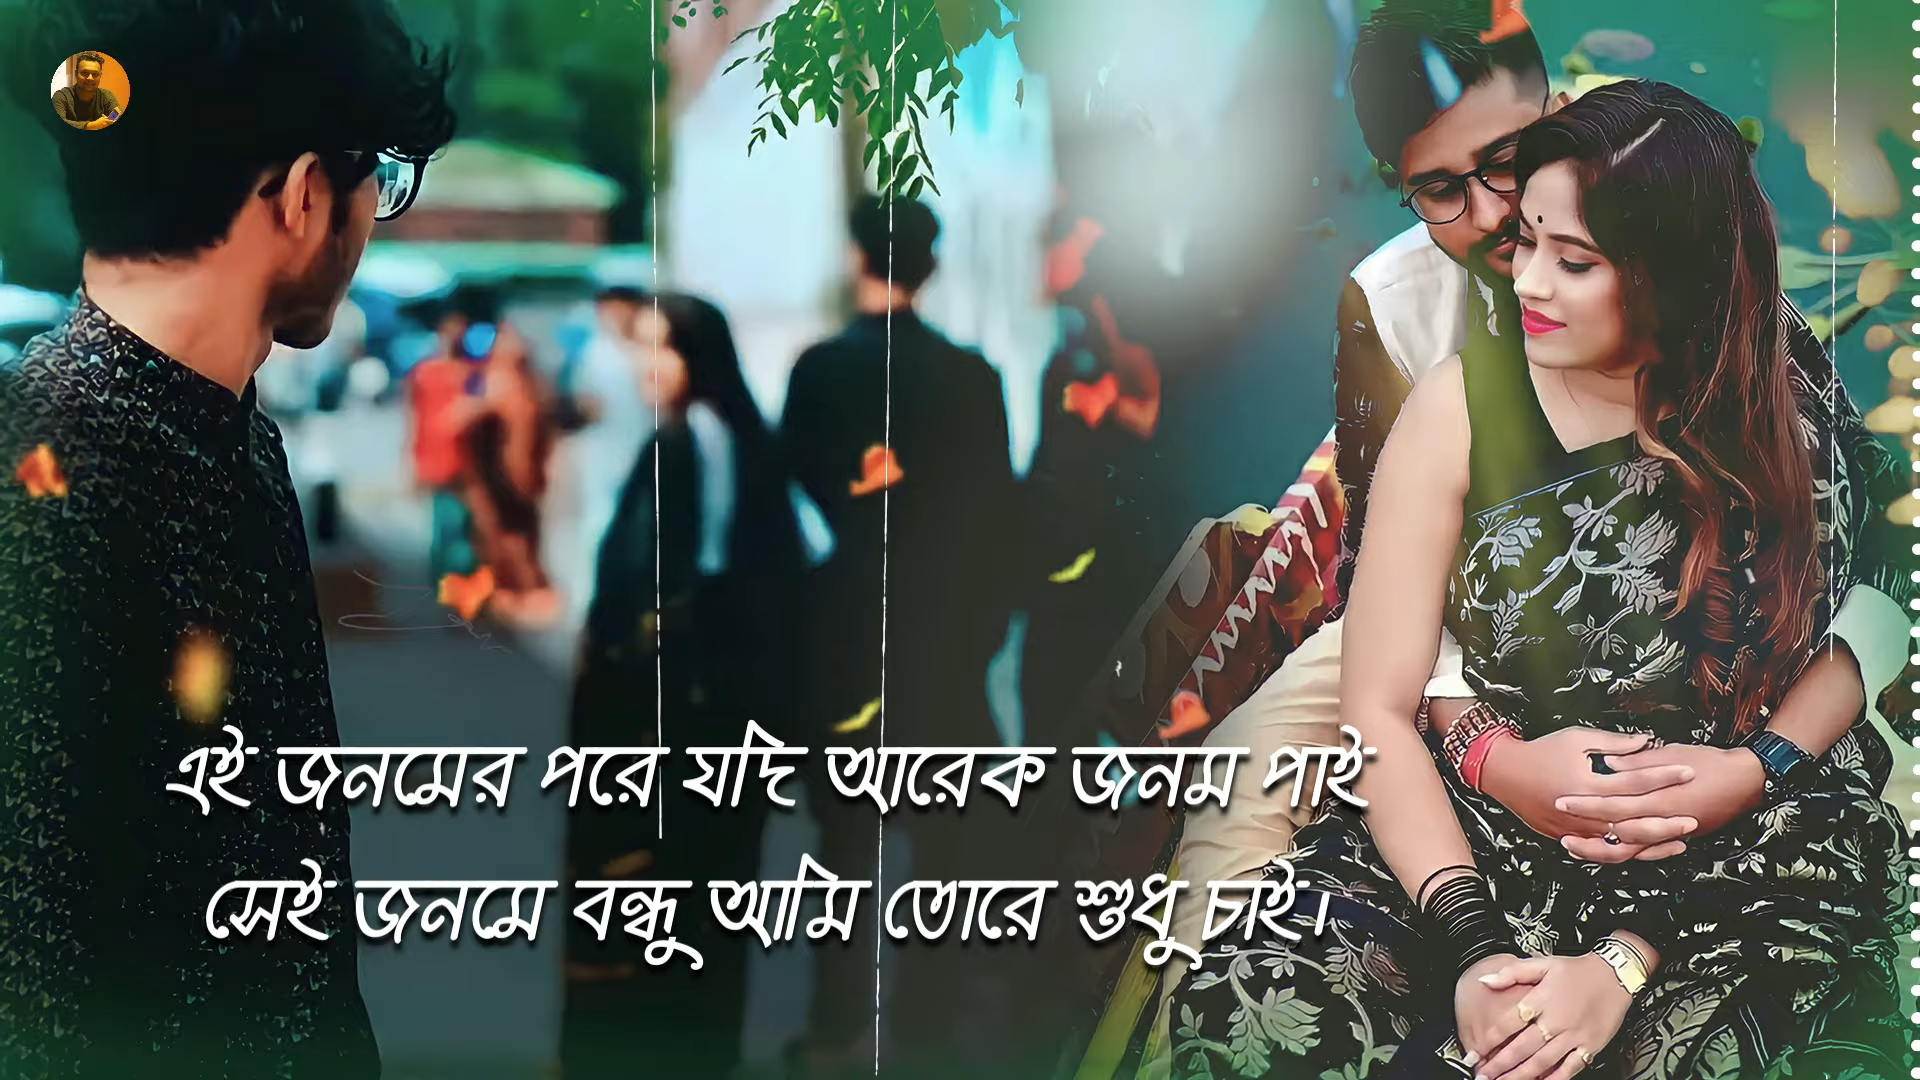 এই জনমের পরে যদি আরেক জনম পাই
সেই জনমে বন্ধু আমি তোরে শুধু চাই।